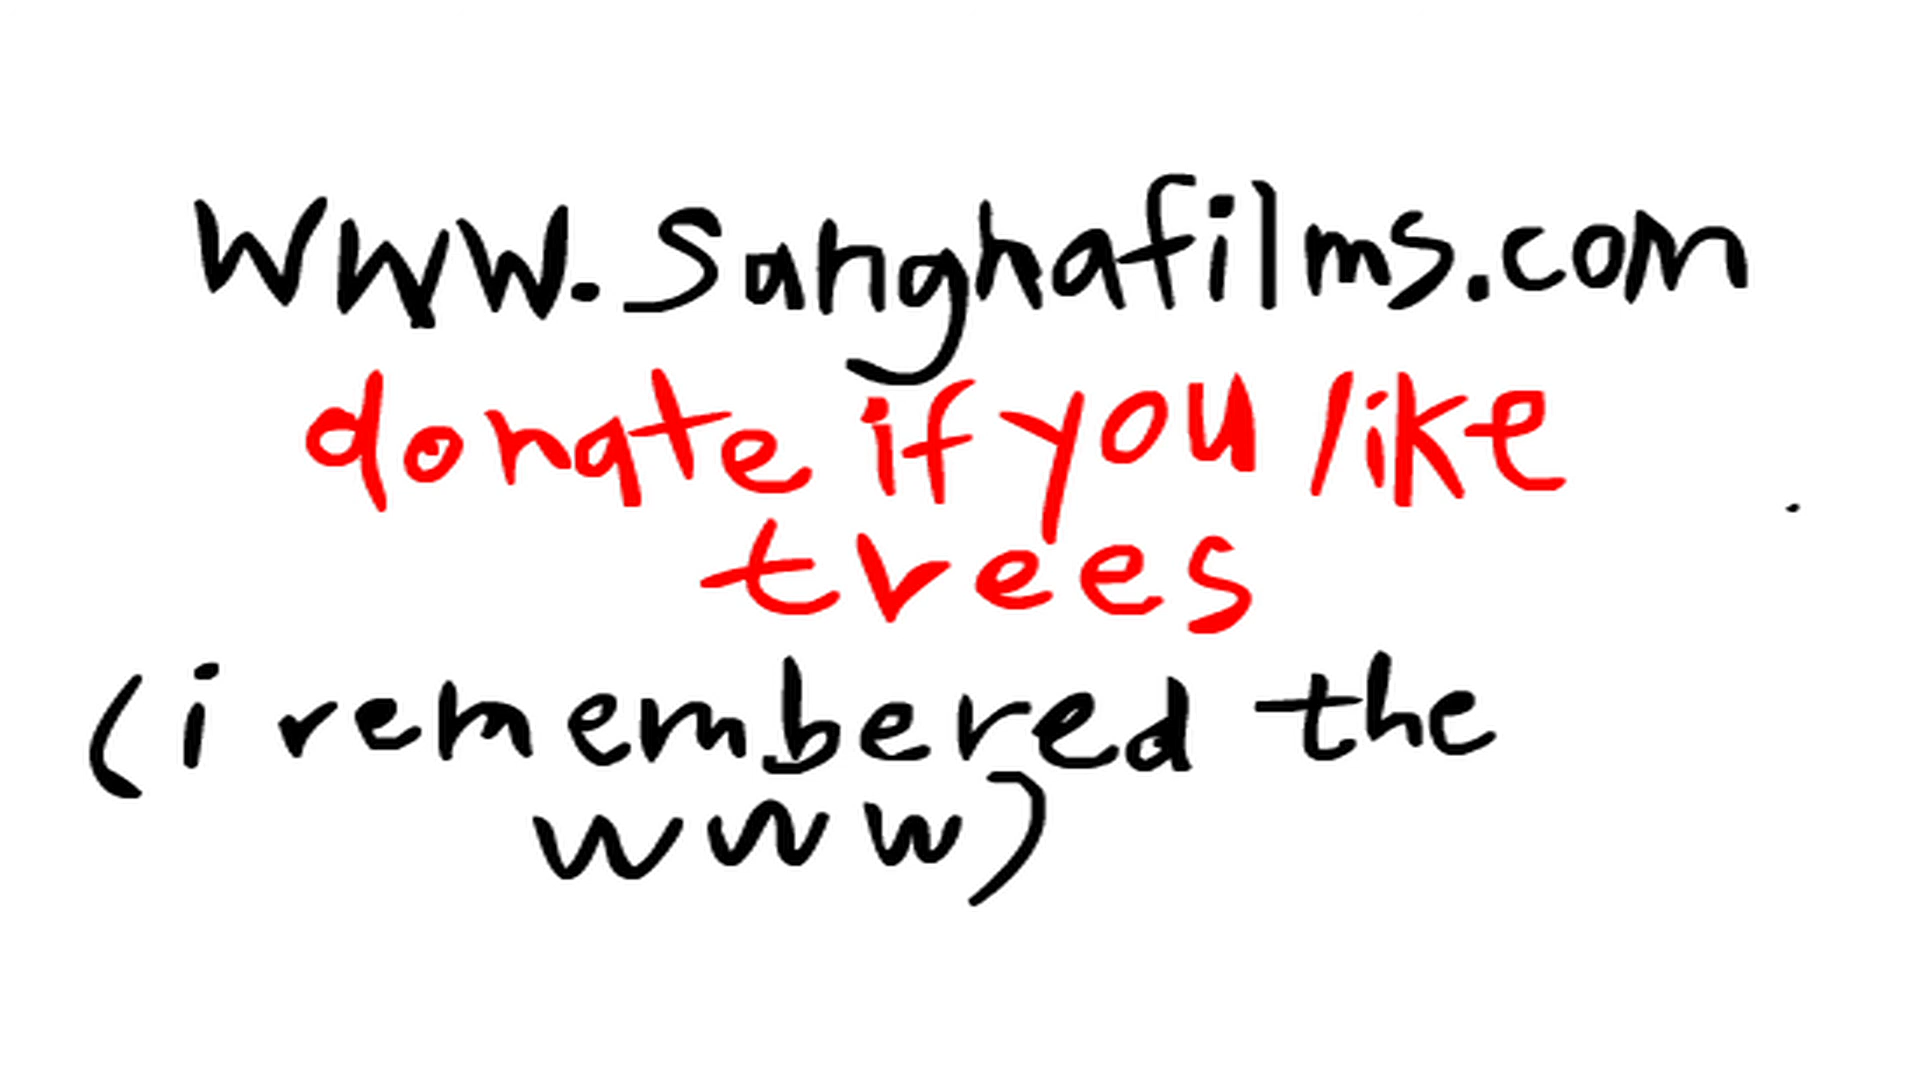 www.sanghafilms.com
donate if you like
trees
(i remembered the
www)